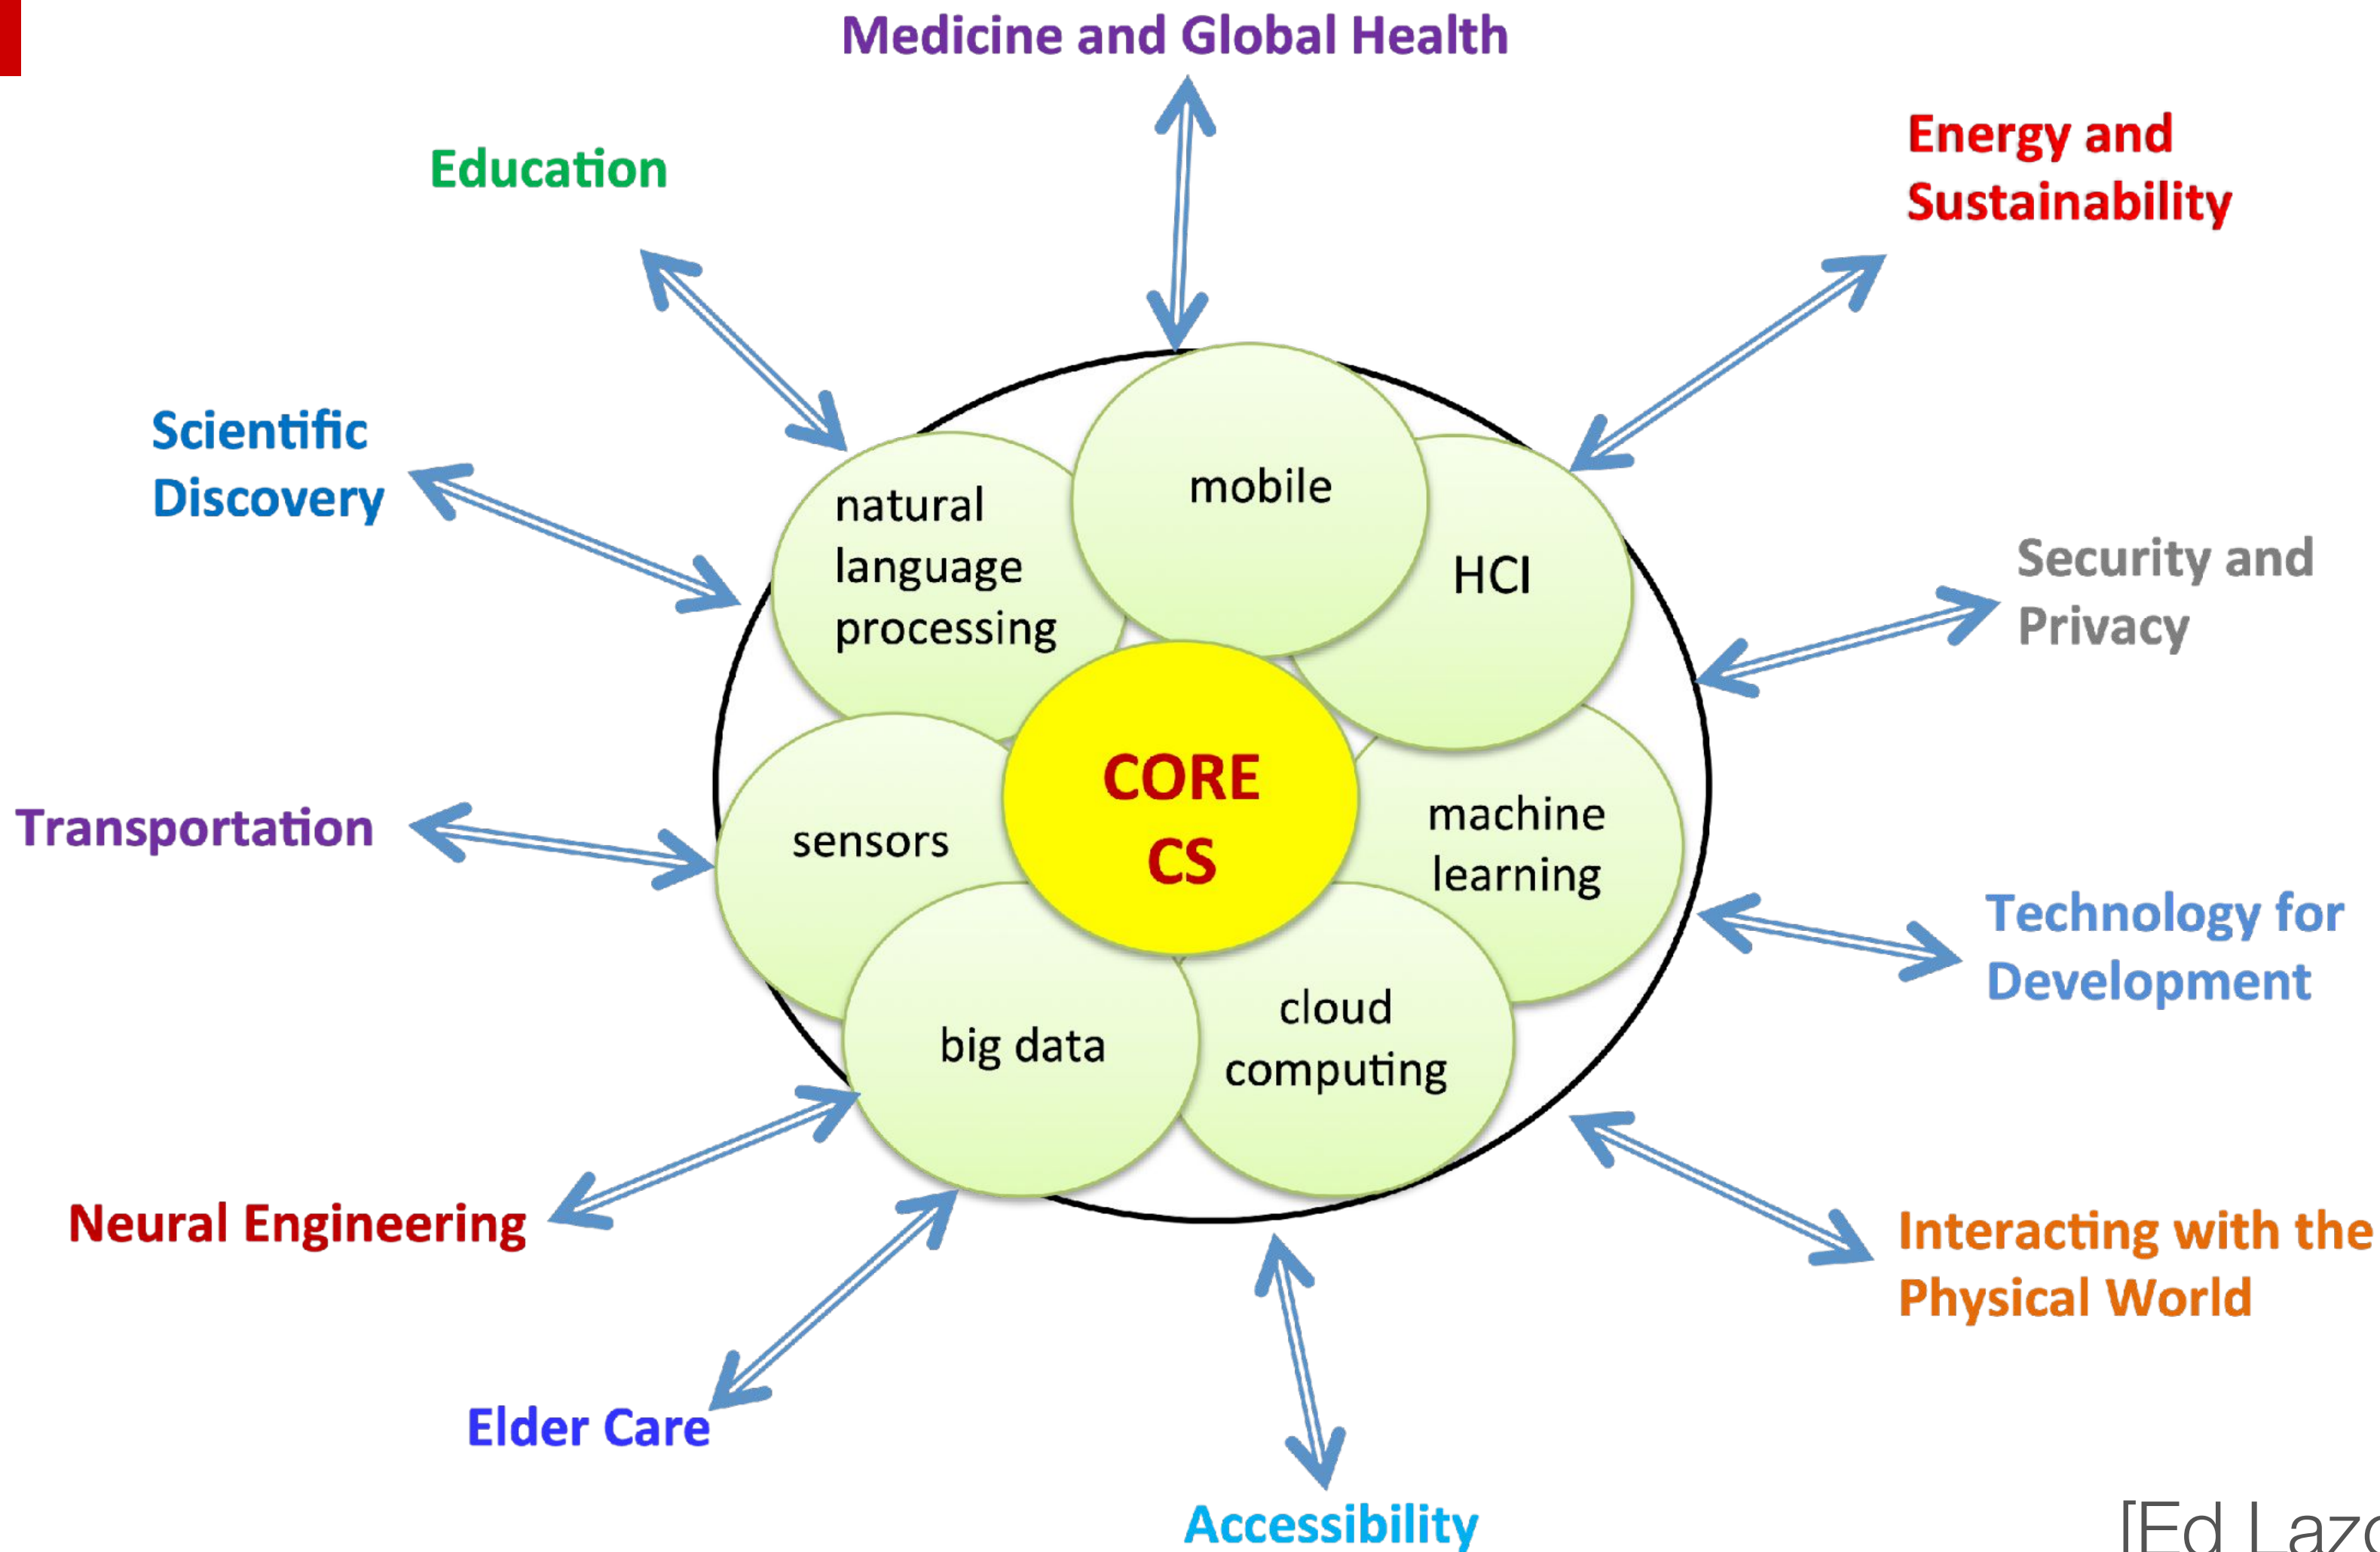 Medicine and Global Health
Energy and
Sustainability
Education
Scientific
Discovery
mobile
natural
language
processing
HCI
Security and
Privacy
CORE
CS
Transportation
sensors
machine
learning
Technology for
Development
big data
cloud
computing
Neural Engineering
Interacting with the
Physical World
Elder Care
Accessibility
[Ed